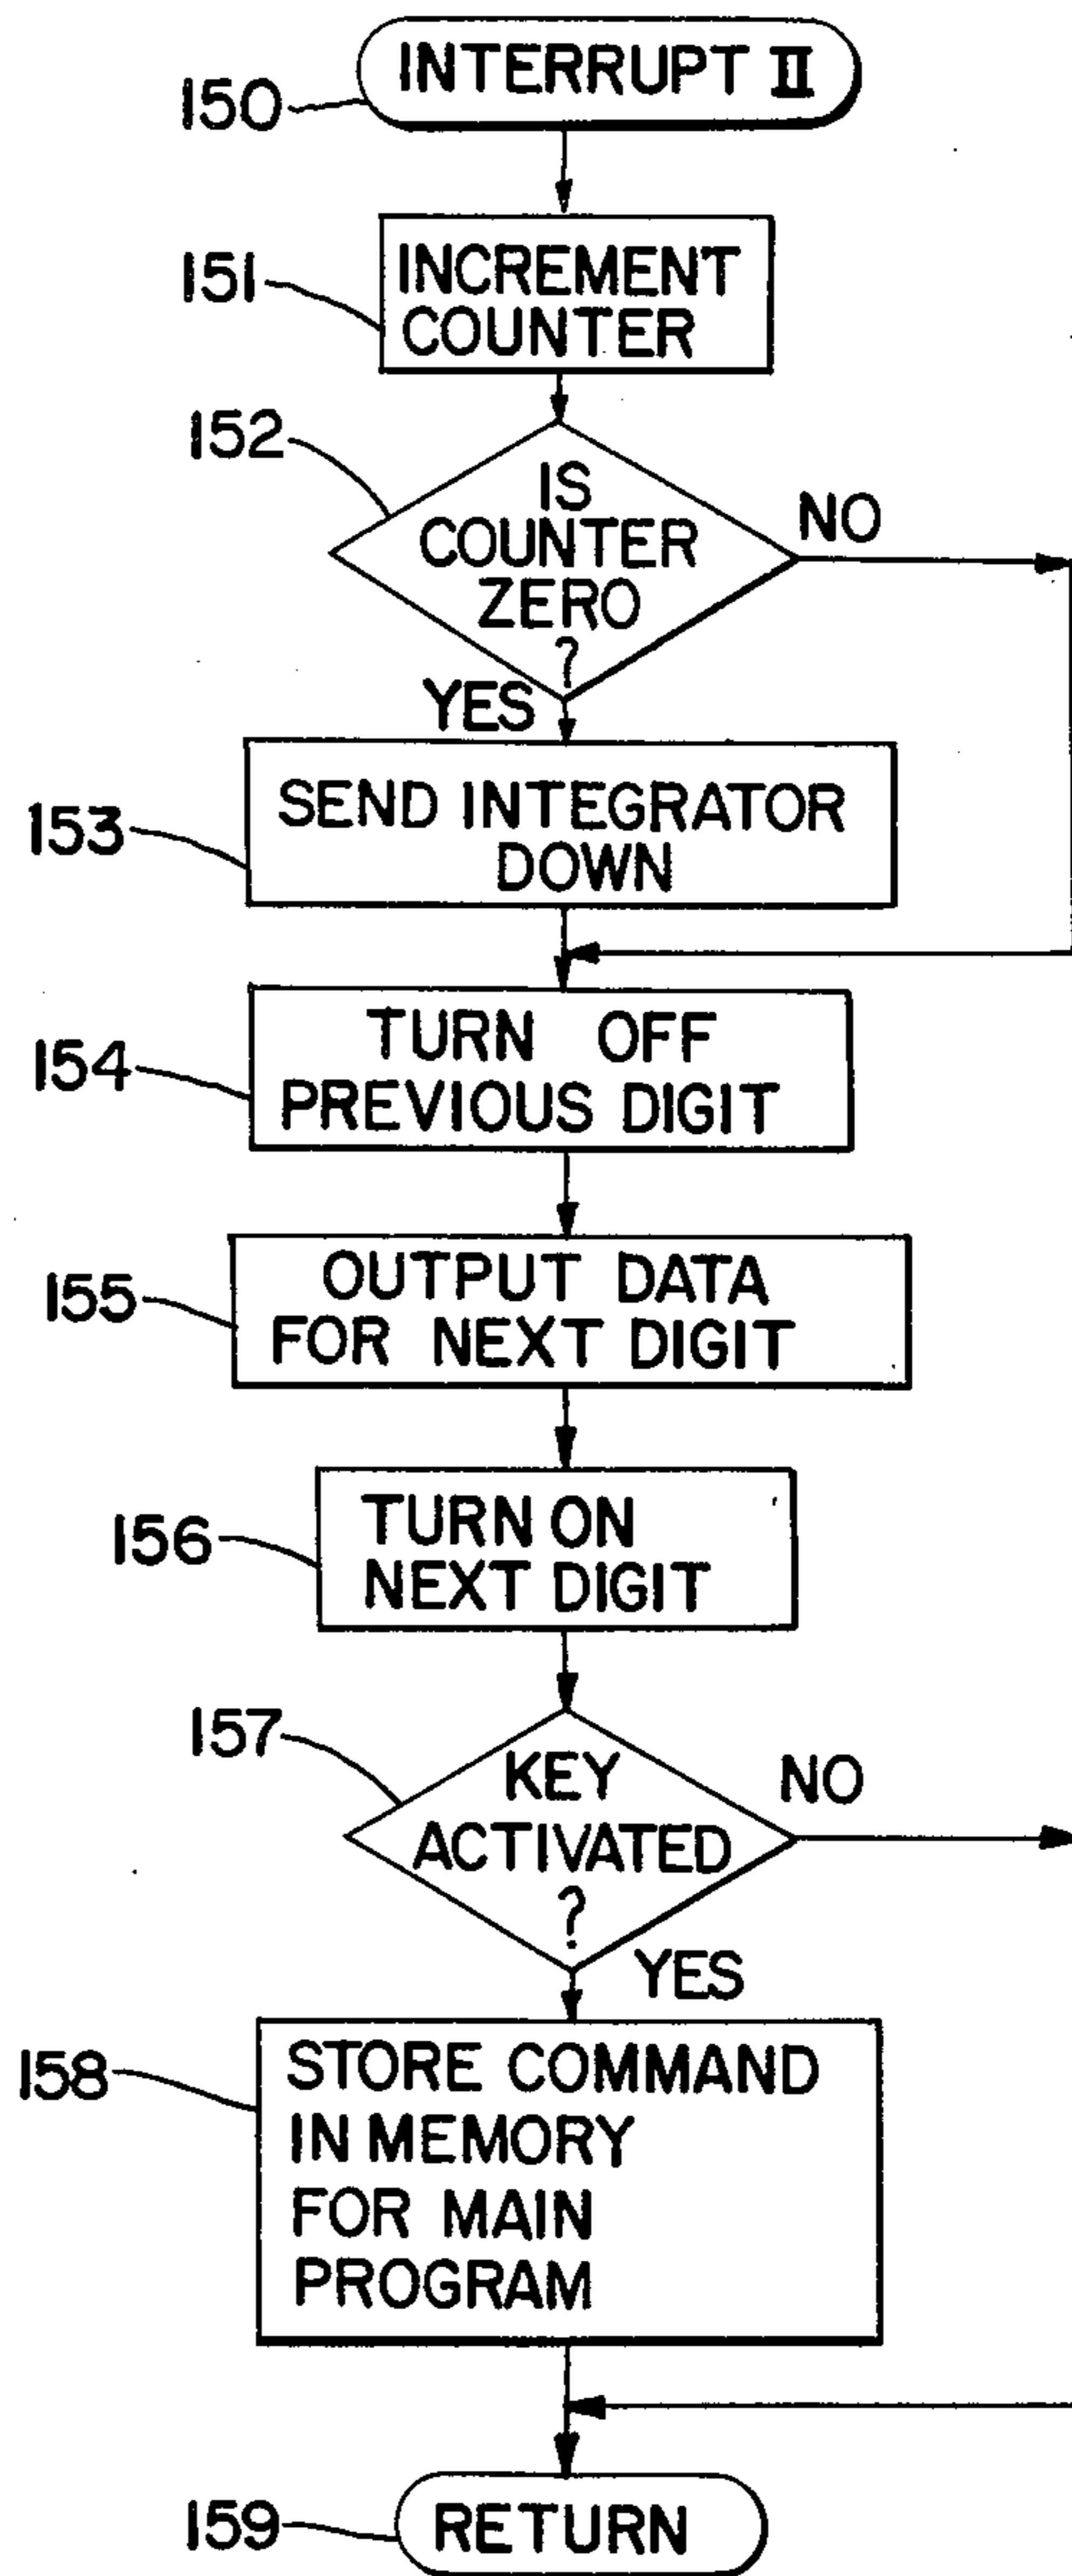 INTERRUPT II
150
151
INCREMENT
COUNTER
152
IS
COUNTER
ZERO
?
NO
YES
153
SEND INTEGRATOR
DOWN
154
TURN OFF
PREVIOUS DIGIT
155
OUTPUT DATA
FOR NEXT DIGIT
156
TURN ON
NEXT DIGIT
157
KEY
ACTIVATED
?
NO
YES
158
STORE COMMAND
IN MEMORY
FOR MAIN
PROGRAM
159
RETURN